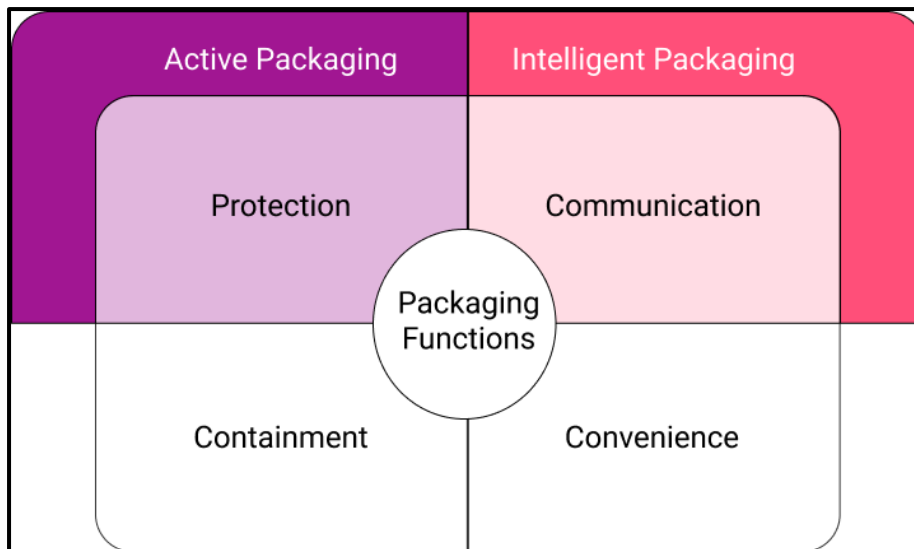 Active Packaging
Intelligent Packaging
Protection
Communication
Packaging
Functions
Containment
Convenience